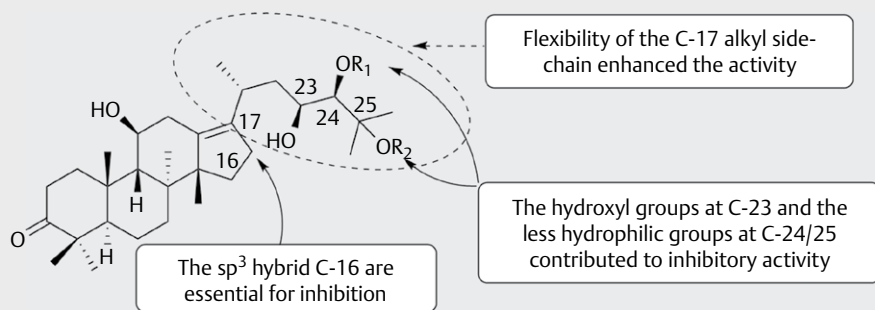 Flexibility of the C-17 alkyl side-
chain enhanced the activity
OR1
23
25
HO
17
24
HO
OR2
16
H
The hydroxyl groups at C-23 and the
less hydrophilic groups at C-24/25
contributed to inhibitory activity
O
H
The sp3 hybrid C-16 are
essential for inhibition